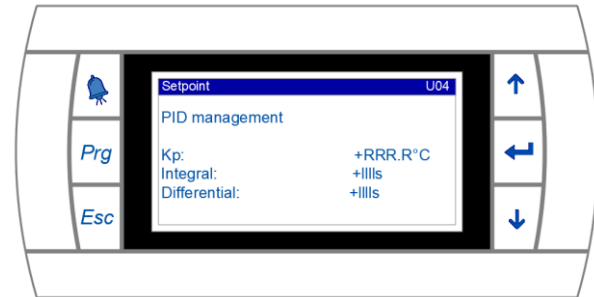 Setpoint U04
PID management
Prg
Kp: +RRR.R°C
Integral: +IIIIs
Differential: +IIIIs
Esc